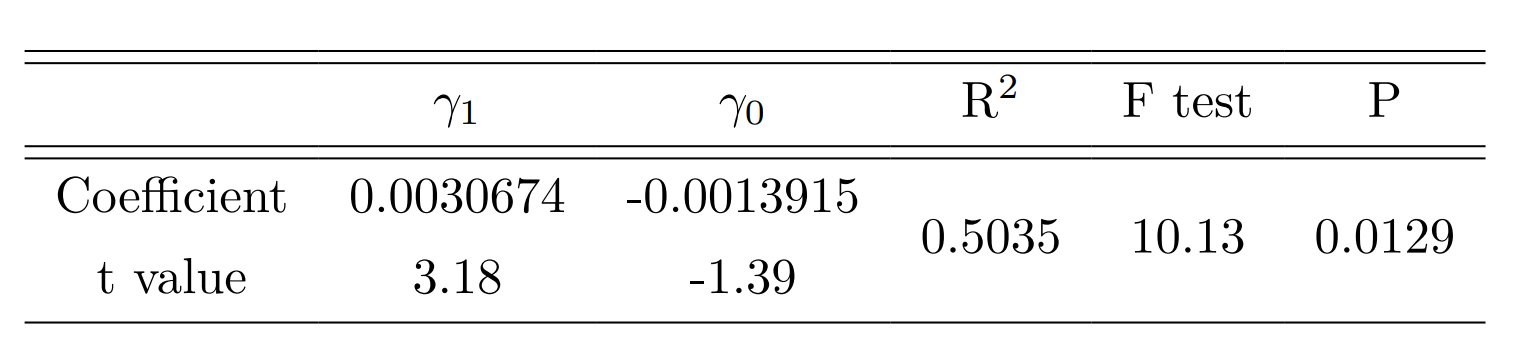 γ₁ γ₀ R² F test P
Coefficient 0.0030674 -0.0013915 0.5035 10.13 0.0129
t value 3.18 -1.39